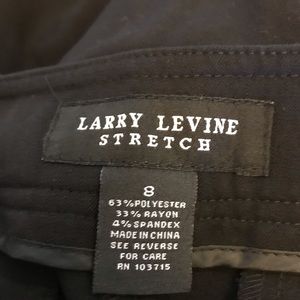 LARRY LEVINE
STRETCH
8
63% POLYESTER
33% RAYON
4% SPANDEX
MADE IN CHINA
SEE REVERSE
FOR CARE
RN 103715